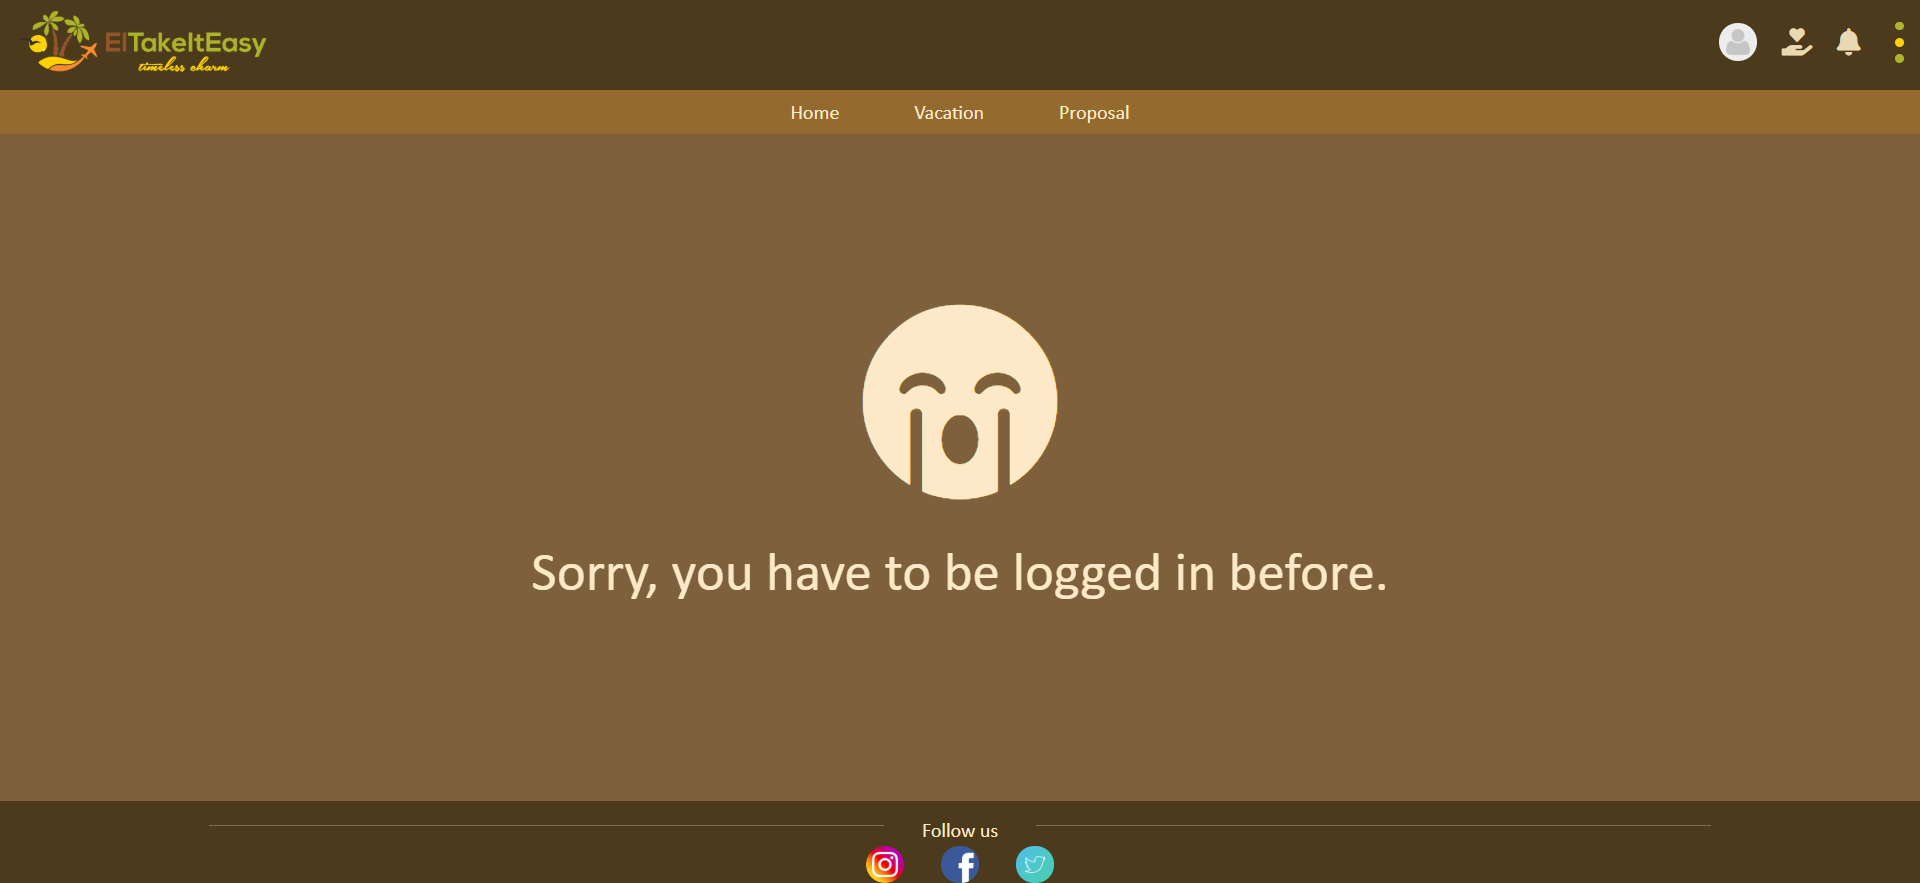 ElTakeItEasy
timeless charm
Home
Vacation
Proposal
Sorry, you have to be logged in before.
Follow us